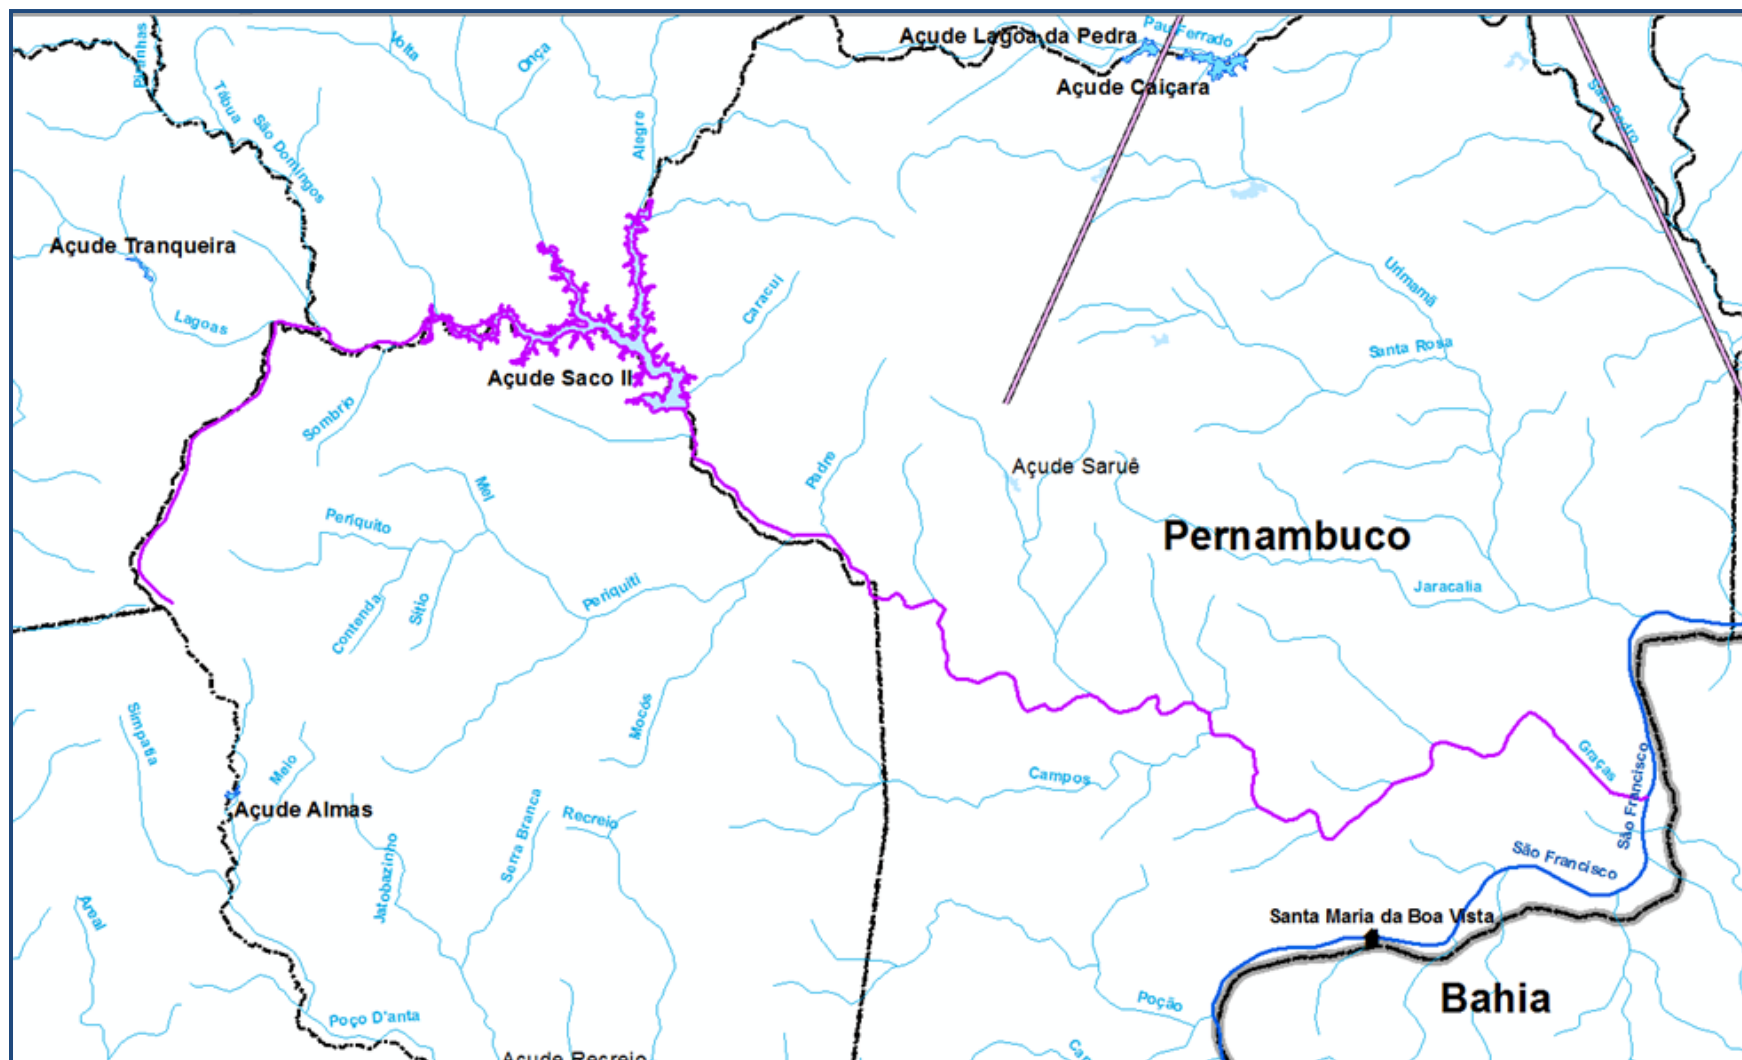 Pau Ferrado
Açude Lagoa da Pedra
Volta
Onça
Pininhas
Açude Caiçara
Tábua
São Pedro
São Domingos
Alegre
Açude Tranqueira
Urimamã
Caracuí
Lagoas
Santa Rosa
Açude Saco II
Sombrio
Padre
Açude Saruê
Mel
Periquito
Pernambuco
Jaracalia
Periquiti
Contenda
Sítio
Mocós
Simpatia
Melo
Graças
Campos
São Francisco
Açude Almas
Serra Branca
Recreio
Jatobazinho
São Francisco
Areal
Santa Maria da Boa Vista
Bahia
Poção
Poço D'anta
Açude Recreio